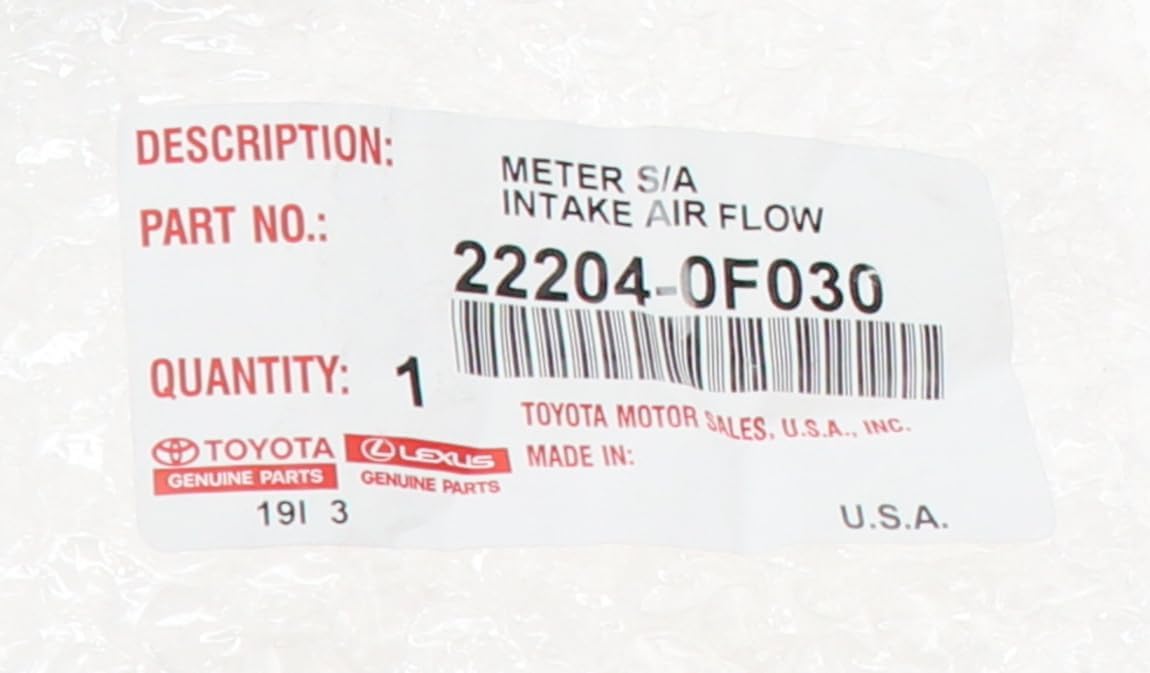 DESCRIPTION:
METER S/A
INTAKE AIR FLOW
PART NO.:
22204-0F030
QUANTITY: 1
TOYOTA MOTOR SALES, U.S.A., INC.
TOYOTA
GENUINE PARTS
LEXUS
GENUINE PARTS
MADE IN:
19I 3
U.S.A.